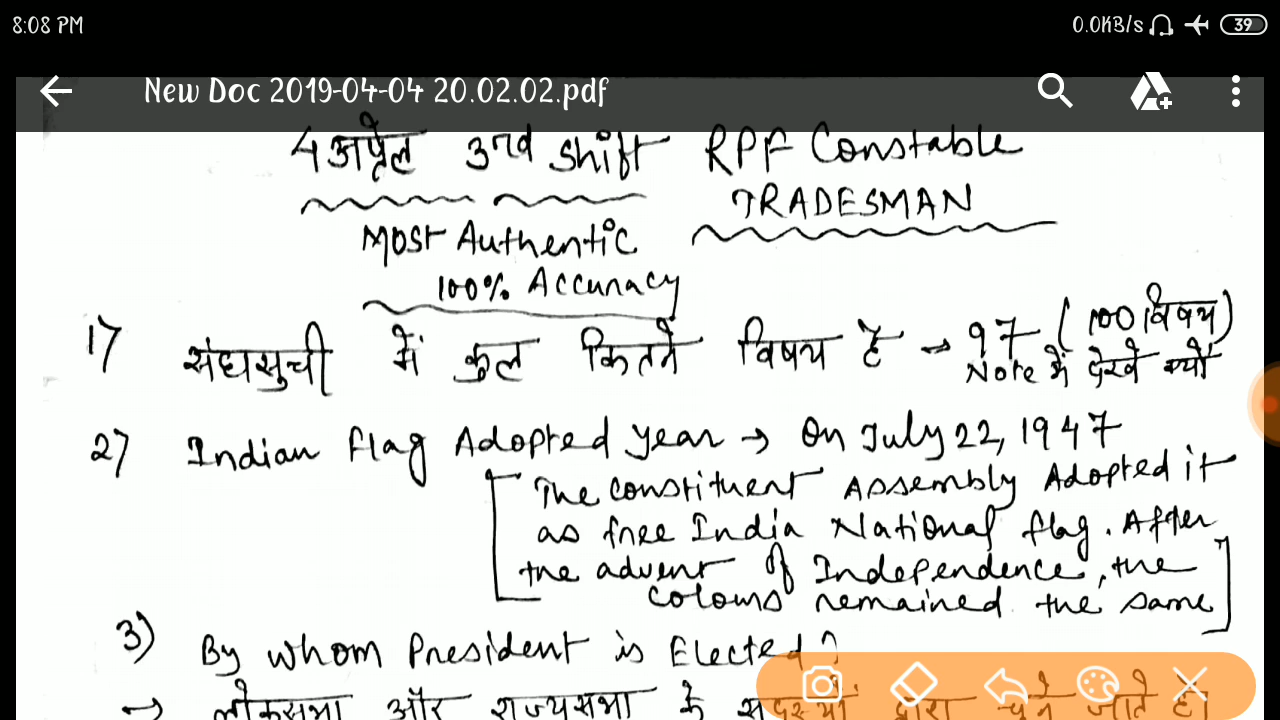 8:08 PM 0.0KB/s 39
New Doc 2019-04-04 20.02.02.pdf
4 अप्रैल 3rd Shift RPF Constable
TRADESMAN
MOST Authentic
100% Accuracy
1) संघसुची में कुल कितने विषय है → 97 (100 विषय)
Note में देखे क्यों
2) Indian flag Adopted year → On July 22, 1947
[The constituent Assembly Adopted it
as free India National flag. After
the advent of Independence, the
colours remained the same]
3) By whom President is Elected?
→ लोकसभा और राज्यसभा के सदस्यों द्वारा चुने जाते है।